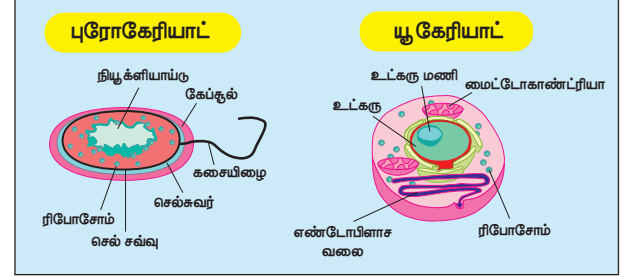 புரோகேரியாட்
யூகேரியாட்
நியூக்ளியாய்டு
கேப்சூல்
கசையிழை
செல்சுவர்
ரிபோசோம்
செல் சவ்வு
உட்கரு மணி
மைட்டோகாண்ட்ரியா
உட்கரு
எண்டோபிளாச
வலை
ரிபோசோம்